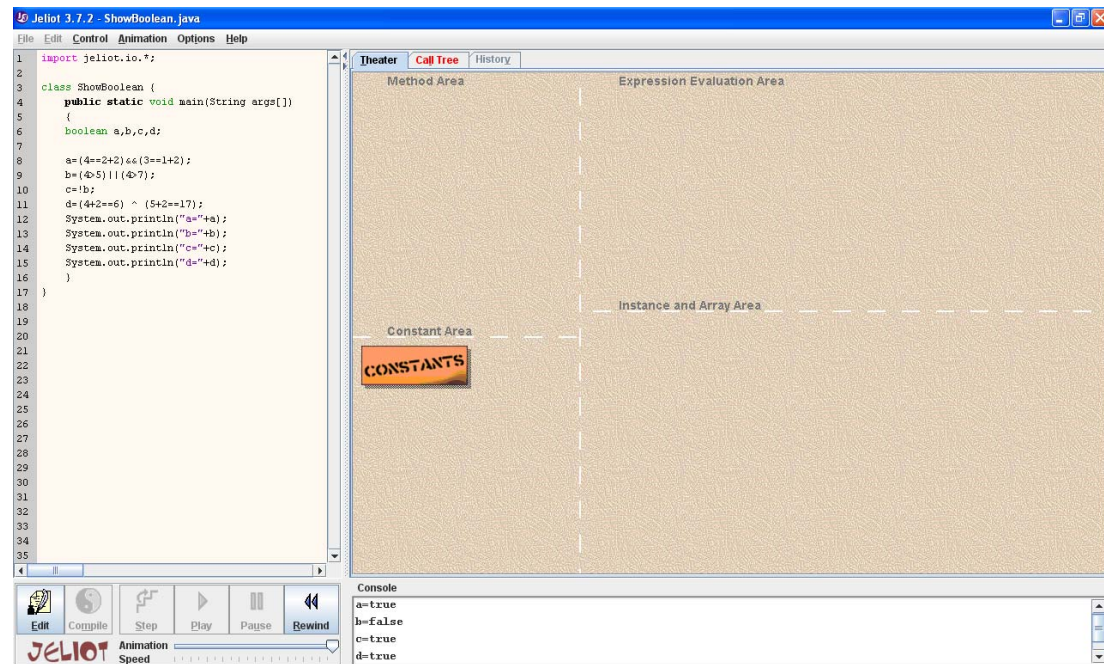 Jeliot 3.7.2 - ShowBoolean.java
File Edit Control Animation Options Help
1 import jeliot.io.*;
2
3 class ShowBoolean {
4 public static void main(String args[])
5 {
6 boolean a,b,c,d;
7
8 a=(4==2+2)&&(3==1+2);
9 b=(4>5)||(4>7);
10 c=!b;
11 d=(4+2==6) ^ (5+2==17);
12 System.out.println("a="+a);
13 System.out.println("b="+b);
14 System.out.println("c="+c);
15 System.out.println("d="+d);
16 }
17 }
18
19
20
21
22
23
24
25
26
27
28
29
30
31
32
33
34
35
Theater Call Tree History
Method Area
Expression Evaluation Area
Instance and Array Area
Constant Area
CONSTANTS
Edit Compile Step Play Pause Rewind
JELIOT Animation Speed
Console
a=true
b=false
c=true
d=true